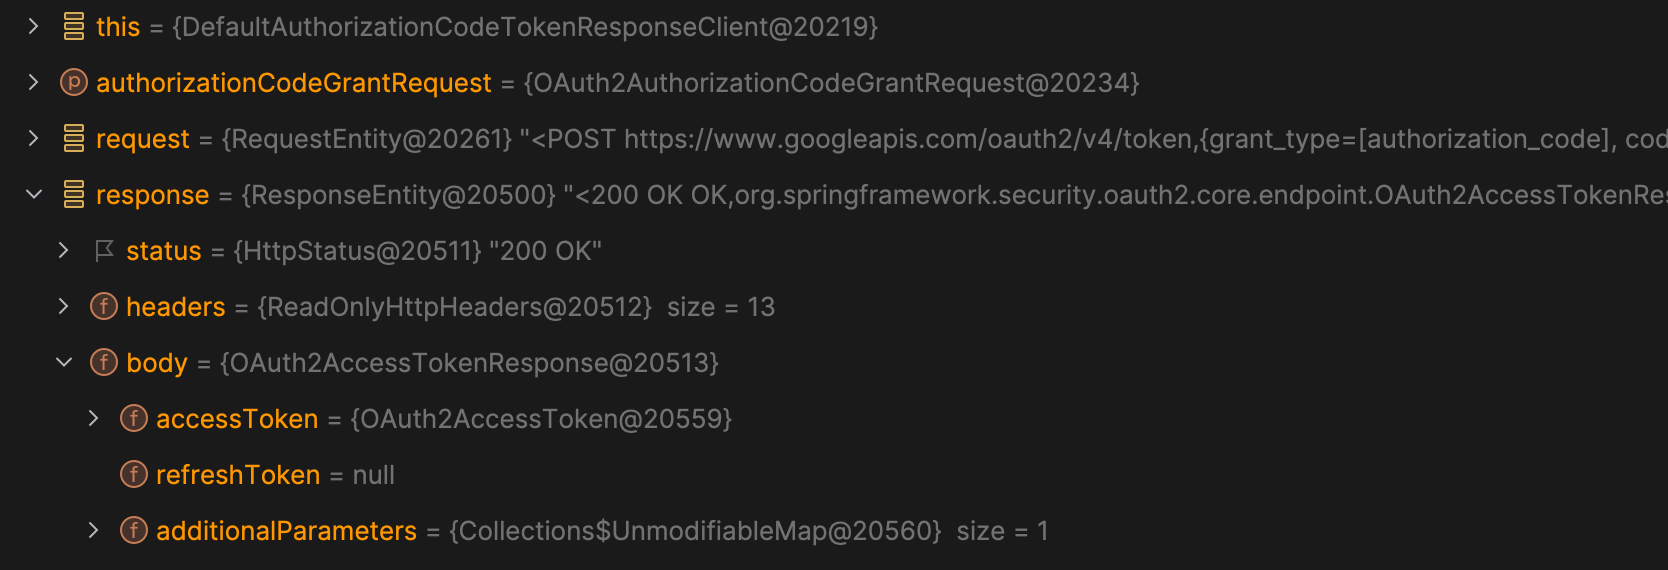 this = {DefaultAuthorizationCodeTokenResponseClient@20219}
p authorizationCodeGrantRequest = {OAuth2AuthorizationCodeGrantRequest@20234}
request = {RequestEntity@20261} "<POST https://www.googleapis.com/oauth2/v4/token,{grant_type=[authorization_code], cod
response = {ResponseEntity@20500} "<200 OK OK,org.springframework.security.oauth2.core.endpoint.OAuth2AccessTokenRes
status = {HttpStatus@20511} "200 OK"
f headers = {ReadOnlyHttpHeaders@20512} size = 13
f body = {OAuth2AccessTokenResponse@20513}
f accessToken = {OAuth2AccessToken@20559}
f refreshToken = null
f additionalParameters = {Collections$UnmodifiableMap@20560} size = 1